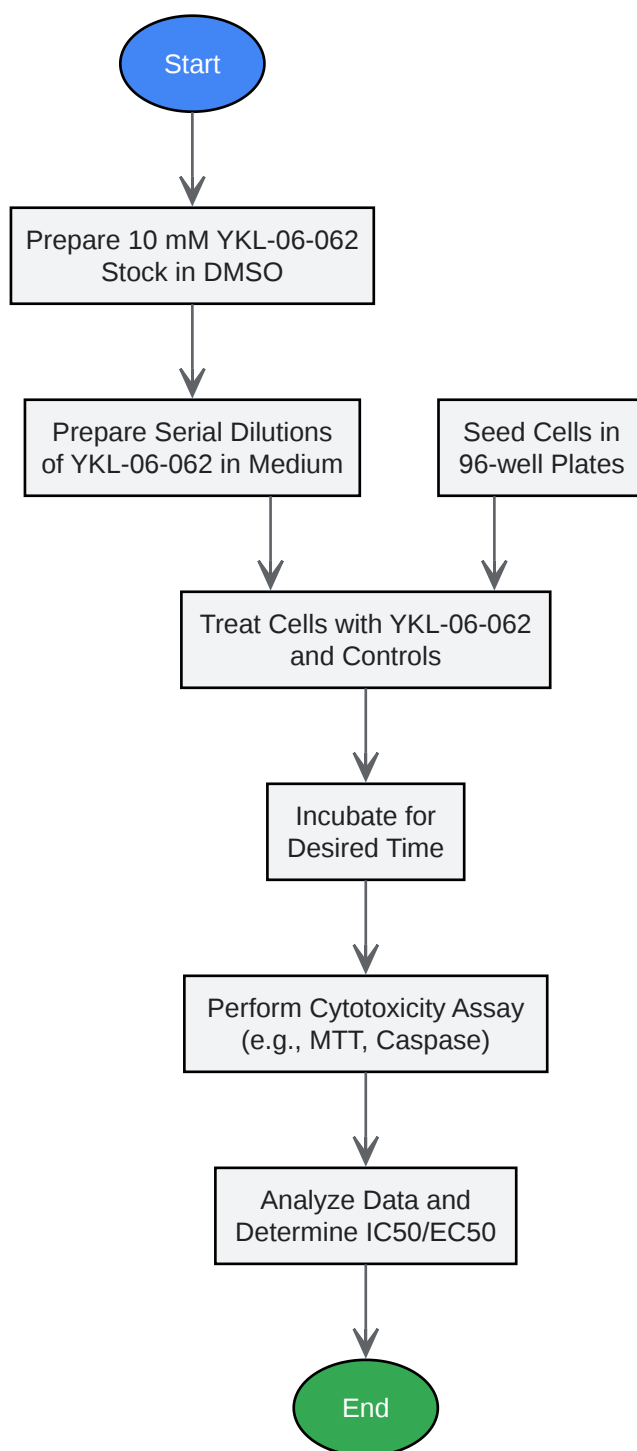 Start
Prepare 10 mM YKL-06-062
Stock in DMSO
Prepare Serial Dilutions
of YKL-06-062 in Medium
Seed Cells in
96-well Plates
Treat Cells with YKL-06-062
and Controls
Incubate for
Desired Time
Perform Cytotoxicity Assay
(e.g., MTT, Caspase)
Analyze Data and
Determine IC50/EC50
End